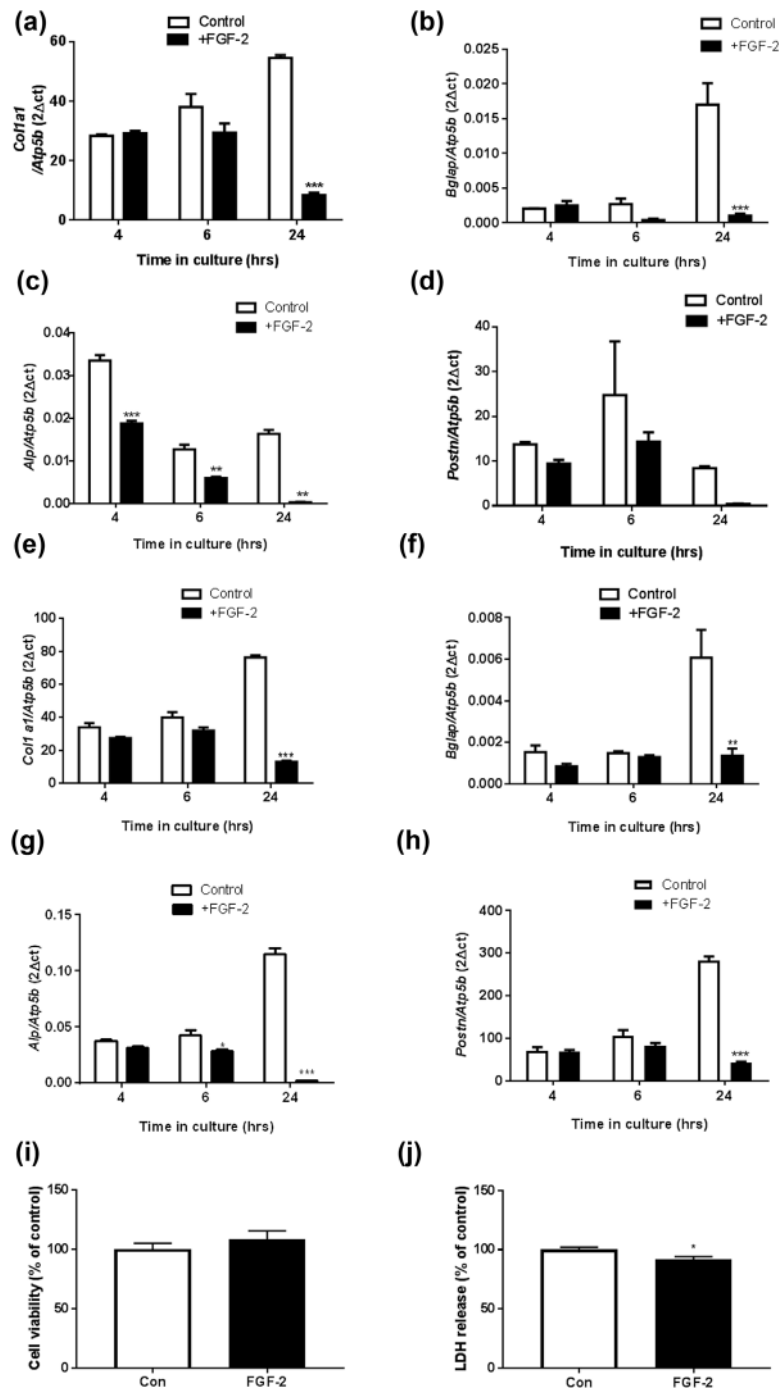 (a)
Control
+FGF-2
Col1a1
/Atp5b (2Δct)
60
40
20
0
***
4 6 24
Time in culture (hrs)
(b)
Control
+FGF-2
Bglap/Atp5b (2Δct)
0.025
0.020
0.015
0.010
0.005
0.000
***
4 6 24
Time in culture (hrs)
(c)
Control
+FGF-2
Alp/Atp5b (2Δct)
0.04
0.03
0.02
0.01
0.00
***
**
**
4 6 24
Time in culture (hrs)
(d)
Control
+FGF-2
Postn/Atp5b (2Δct)
40
30
20
10
0
4 6 24
Time in culture (hrs)
(e)
Control
+FGF-2
Col1 a1/Atp5b (2Δct)
100
80
60
40
20
0
***
4 6 24
Time in culture (hrs)
(f)
Control
+FGF-2
Bglap/Atp5b (2Δct)
0.008
0.006
0.004
0.002
0.000
**
4 6 24
Time in culture (hrs)
(g)
Control
+FGF-2
Alp/Atp5b (2Δct)
0.15
0.10
0.05
0.00
*
***
4 6 24
Time in culture (hrs)
(h)
Control
+FGF-2
Postn/Atp5b (2Δct)
400
300
200
100
0
***
4 6 24
Time in culture (hrs)
(i)
Cell viability (% of control)
150
100
50
0
Con FGF-2
(j)
LDH release (% of control)
150
100
50
0
*
Con FGF-2